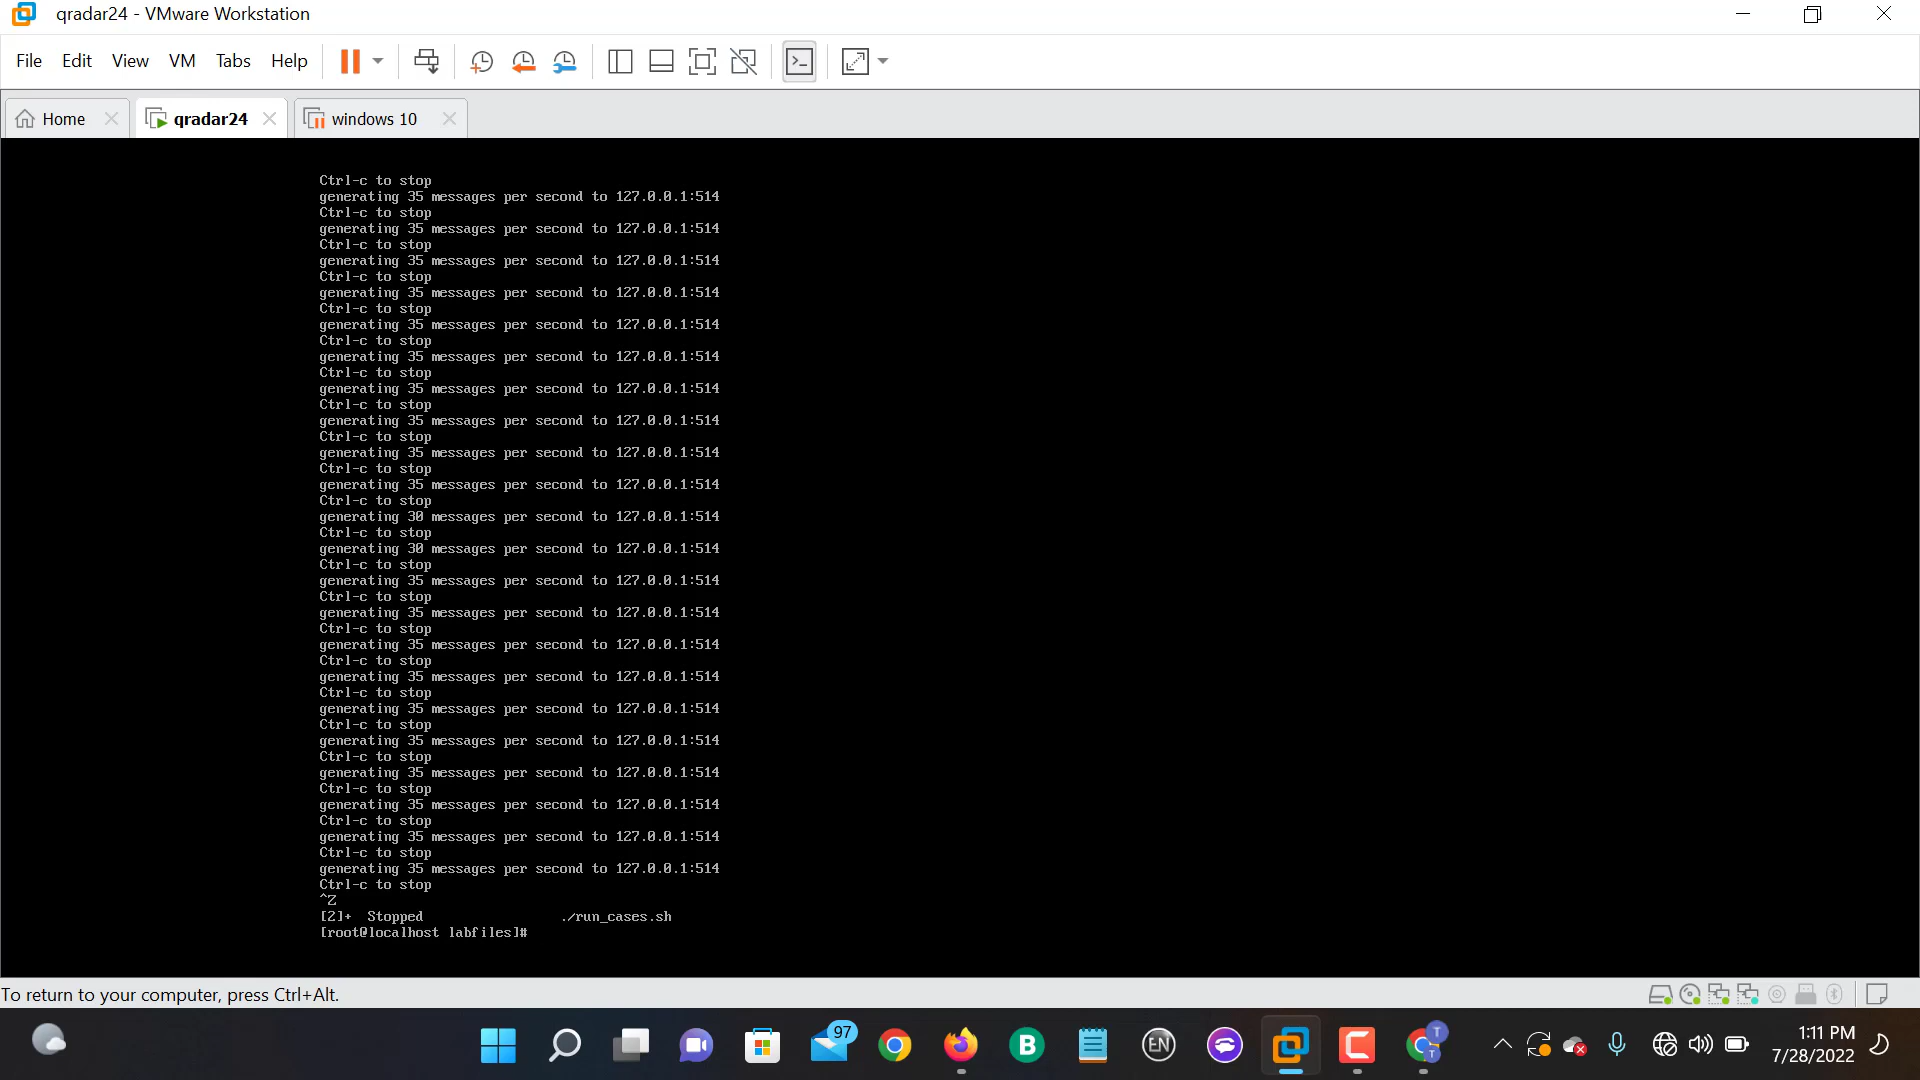 qradar24 - VMware Workstation
File Edit View VM Tabs Help
Home qradar24 windows 10
Ctrl-c to stop
generating 35 messages per second to 127.0.0.1:514
Ctrl-c to stop
generating 35 messages per second to 127.0.0.1:514
Ctrl-c to stop
generating 35 messages per second to 127.0.0.1:514
Ctrl-c to stop
generating 35 messages per second to 127.0.0.1:514
Ctrl-c to stop
generating 35 messages per second to 127.0.0.1:514
Ctrl-c to stop
generating 35 messages per second to 127.0.0.1:514
Ctrl-c to stop
generating 35 messages per second to 127.0.0.1:514
Ctrl-c to stop
generating 35 messages per second to 127.0.0.1:514
Ctrl-c to stop
generating 35 messages per second to 127.0.0.1:514
Ctrl-c to stop
generating 35 messages per second to 127.0.0.1:514
Ctrl-c to stop
generating 30 messages per second to 127.0.0.1:514
Ctrl-c to stop
generating 30 messages per second to 127.0.0.1:514
Ctrl-c to stop
generating 35 messages per second to 127.0.0.1:514
Ctrl-c to stop
generating 35 messages per second to 127.0.0.1:514
Ctrl-c to stop
generating 35 messages per second to 127.0.0.1:514
Ctrl-c to stop
generating 35 messages per second to 127.0.0.1:514
Ctrl-c to stop
generating 35 messages per second to 127.0.0.1:514
Ctrl-c to stop
generating 35 messages per second to 127.0.0.1:514
Ctrl-c to stop
generating 35 messages per second to 127.0.0.1:514
Ctrl-c to stop
generating 35 messages per second to 127.0.0.1:514
Ctrl-c to stop
generating 35 messages per second to 127.0.0.1:514
Ctrl-c to stop
generating 35 messages per second to 127.0.0.1:514
Ctrl-c to stop
^Z
[2]+ Stopped ./run_cases.sh
[root@localhost labfiles]#
To return to your computer, press Ctrl+Alt.
97
B
EN
T
T
1:11 PM
7/28/2022